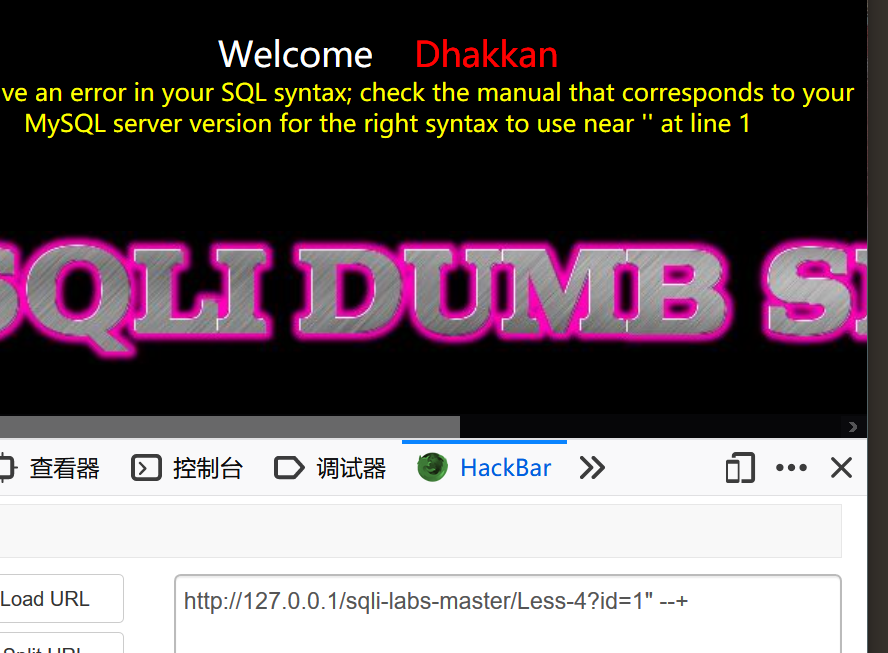 Welcome Dhakkan
ve an error in your SQL syntax; check the manual that corresponds to your
MySQL server version for the right syntax to use near '' at line 1
SQLI DUMB S
查看器 控制台 调试器 HackBar
Load URL
http://127.0.0.1/sqli-labs-master/Less-4?id=1" --+
Split URL